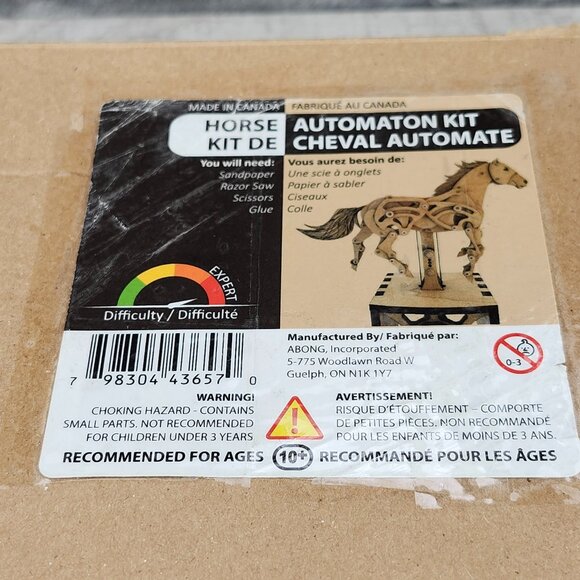 MADE IN CANADA FABRIQUÉ AU CANADA
HORSE AUTOMATON KIT
KIT DE CHEVAL AUTOMATE
You will need:
Sandpaper
Razor Saw
Scissors
Glue
Vous aurez besoin de:
Une scie à onglets
Papier à sabler
Ciseaux
Colle
EXPERT
Difficulty / Difficulté
7 98304 43657 0
Manufactured By/ Fabriqué par:
ABONG, Incorporated
5-775 Woodlawn Road W
Guelph, ON N1K 1Y7
0-3
WARNING!
CHOKING HAZARD - CONTAINS
SMALL PARTS. NOT RECOMMENDED
FOR CHILDREN UNDER 3 YEARS
AVERTISSEMENT!
RISQUE D'ÉTOUFFEMENT – COMPORTE
DE PETITES PIÈCES. NON RECOMMANDÉ
POUR LES ENFANTS DE MOINS DE 3 ANS.
RECOMMENDED FOR AGES 10+ RECOMMANDÉ POUR LES ÂGES